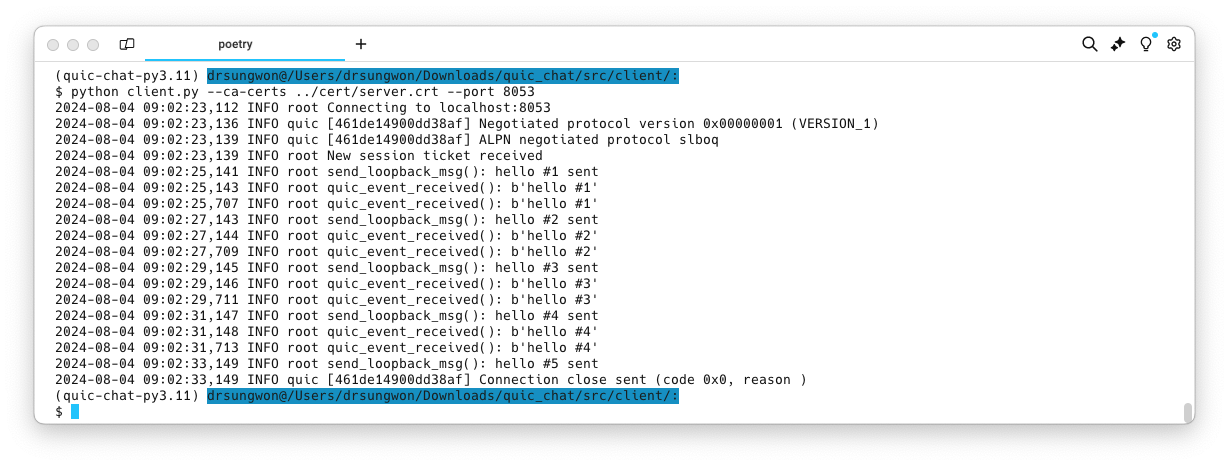 poetry
(quic-chat-py3.11) drsungwon@/Users/drsungwon/Downloads/quic_chat/src/client/:
$ python client.py --ca-certs ../cert/server.crt --port 8053
2024-08-04 09:02:23,112 INFO root Connecting to localhost:8053
2024-08-04 09:02:23,136 INFO quic [461de14900dd38af] Negotiated protocol version 0x00000001 (VERSION_1)
2024-08-04 09:02:23,139 INFO quic [461de14900dd38af] ALPN negotiated protocol slboq
2024-08-04 09:02:23,139 INFO root New session ticket received
2024-08-04 09:02:25,141 INFO root send_loopback_msg(): hello #1 sent
2024-08-04 09:02:25,143 INFO root quic_event_received(): b'hello #1'
2024-08-04 09:02:25,707 INFO root quic_event_received(): b'hello #1'
2024-08-04 09:02:27,143 INFO root send_loopback_msg(): hello #2 sent
2024-08-04 09:02:27,144 INFO root quic_event_received(): b'hello #2'
2024-08-04 09:02:27,709 INFO root quic_event_received(): b'hello #2'
2024-08-04 09:02:29,145 INFO root send_loopback_msg(): hello #3 sent
2024-08-04 09:02:29,146 INFO root quic_event_received(): b'hello #3'
2024-08-04 09:02:29,711 INFO root quic_event_received(): b'hello #3'
2024-08-04 09:02:31,147 INFO root send_loopback_msg(): hello #4 sent
2024-08-04 09:02:31,148 INFO root quic_event_received(): b'hello #4'
2024-08-04 09:02:31,713 INFO root quic_event_received(): b'hello #4'
2024-08-04 09:02:33,149 INFO root send_loopback_msg(): hello #5 sent
2024-08-04 09:02:33,149 INFO quic [461de14900dd38af] Connection close sent (code 0x0, reason )
(quic-chat-py3.11) drsungwon@/Users/drsungwon/Downloads/quic_chat/src/client/:
$